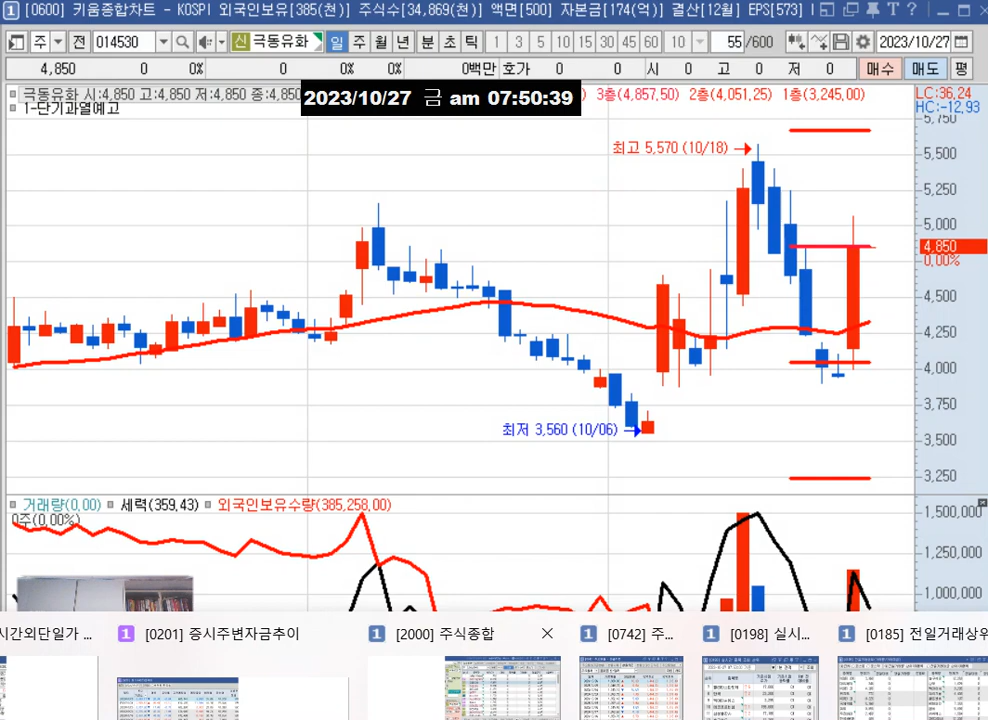 1 [0600] 키움종합차트 - KOSPI 외국인보유[385(천)] 주식수[34,869(천)] 액면[500] 자본금[174(억)] 결산[12월] EPS[573]
주 전 014530 신 극동유화 일 주 월 년 분 초 틱 1 3 5 10 15 30 45 60 10 55 /600 2023/10/27
4,850 0 0% 0 0% 0% 0백만 호가 0 0 시 0 고 0 저 0 매수 매도 평
극동유화 시:4,850 고:4,850 저:4,850 종:4,850 3층(4,857,50) 2층(4,051,25) 1층(3,245,00) LC:36,24
2023/10/27 금 am 07:50:39
1-단기과열예고 HC:-12,93
5,750
최고 5,570 (10/18)
5,500
5,250
5,000
4,850
0,00%
4,500
4,250
4,000
3,750
최저 3,560 (10/06)
3,500
3,250
거래량(0,00) 세력(359,43) 외국인보유수량(385,258,00)
0주(0,00%)
1,500,000
1,250,000
1,000,000
시간외단일가 ... 1 [0201] 증시주변자금추이 1 [2000] 주식종합 1 [0742] 주... 1 [0198] 실시... 1 [0185] 전일거래상위